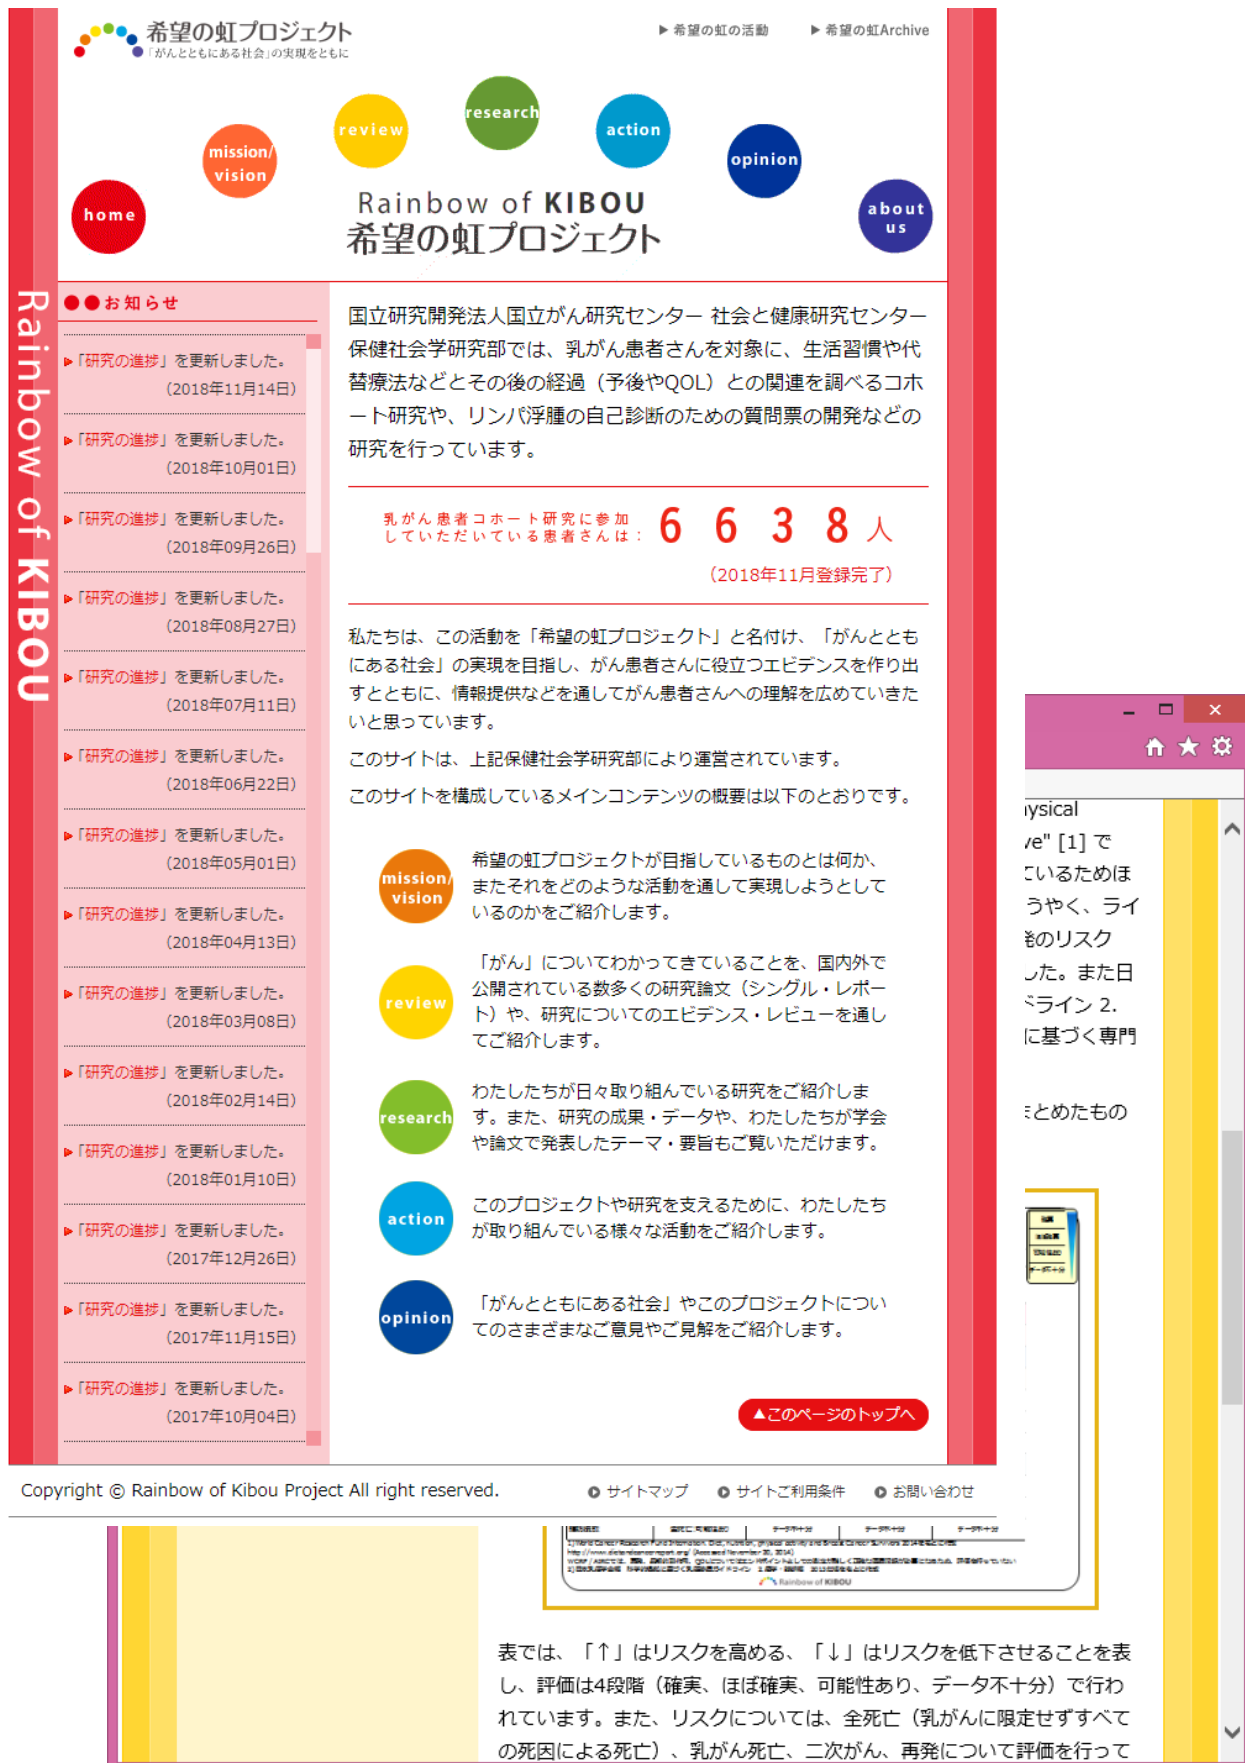 希望の虹プロジェクト
「がんとともにある社会」の実現をともに
▶ 希望の虹の活動
▶ 希望の虹Archive
home
mission/
vision
review
research
action
opinion
about
us
Rainbow of KIBOU
希望の虹プロジェクト
Rainbow of KIBOU
●●お知らせ
「研究の進捗」を更新しました。
(2018年11月14日)
「研究の進捗」を更新しました。
(2018年10月01日)
「研究の進捗」を更新しました。
(2018年09月26日)
「研究の進捗」を更新しました。
(2018年08月27日)
「研究の進捗」を更新しました。
(2018年07月11日)
「研究の進捗」を更新しました。
(2018年06月22日)
「研究の進捗」を更新しました。
(2018年05月01日)
「研究の進捗」を更新しました。
(2018年04月13日)
「研究の進捗」を更新しました。
(2018年03月08日)
「研究の進捗」を更新しました。
(2018年02月14日)
「研究の進捗」を更新しました。
(2018年01月10日)
「研究の進捗」を更新しました。
(2017年12月26日)
「研究の進捗」を更新しました。
(2017年11月15日)
「研究の進捗」を更新しました。
(2017年10月04日)
国立研究開発法人国立がん研究センター 社会と健康研究センター
保健社会学研究部では、乳がん患者さんを対象に、生活習慣や代
替療法などとその後の経過（予後やQOL）との関連を調べるコホ
ート研究や、リンパ浮腫の自己診断のための質問票の開発などの
研究を行っています。
乳がん患者コホート研究に参加
していただいている患者さんは：
6638人
（2018年11月登録完了）
私たちは、この活動を「希望の虹プロジェクト」と名付け、「がんととも
にある社会」の実現を目指し、がん患者さんに役立つエビデンスを作り出
すとともに、情報提供などを通してがん患者さんへの理解を広めていきた
いと思っています。
このサイトは、上記保健社会学研究部により運営されています。
このサイトを構成しているメインコンテンツの概要は以下のとおりです。
mission/
vision
希望の虹プロジェクトが目指しているものとは何か、
またそれをどのような活動を通して実現しようとして
いるのかをご紹介します。
review
「がん」についてわかってきていることを、国内外で
公開されている数多くの研究論文（シングル・レポー
ト）や、研究についてのエビデンス・レビューを通し
てご紹介します。
research
わたしたちが日々取り組んでいる研究をご紹介しま
す。また、研究の成果・データや、わたしたちが学会
や論文で発表したテーマ・要旨もご覧いただけます。
action
このプロジェクトや研究を支えるために、わたしたち
が取り組んでいる様々な活動をご紹介します。
opinion
「がんとともにある社会」やこのプロジェクトについ
てのさまざまなご意見やご見解をご紹介します。
▲このページのトップへ
Copyright © Rainbow of Kibou Project All right reserved.
サイトマップ
サイトご利用条件
お問い合わせ
ysical
ve" [1] で
ているためほ
うやく、ライ
発のリスク
した。また日
ドライン 2.
に基づく専門
まとめたもの
データ不十分
データ不十分
データ不十分
データ不十分
Rainbow of KIBOU
表では、「↑」はリスクを高める、「↓」はリスクを低下させることを表
し、評価は4段階（確実、ほぼ確実、可能性あり、データ不十分）で行わ
れています。また、リスクについては、全死亡（乳がんに限定せずすべて
の死因による死亡）、乳がん死亡、二次がん、再発について評価を行って